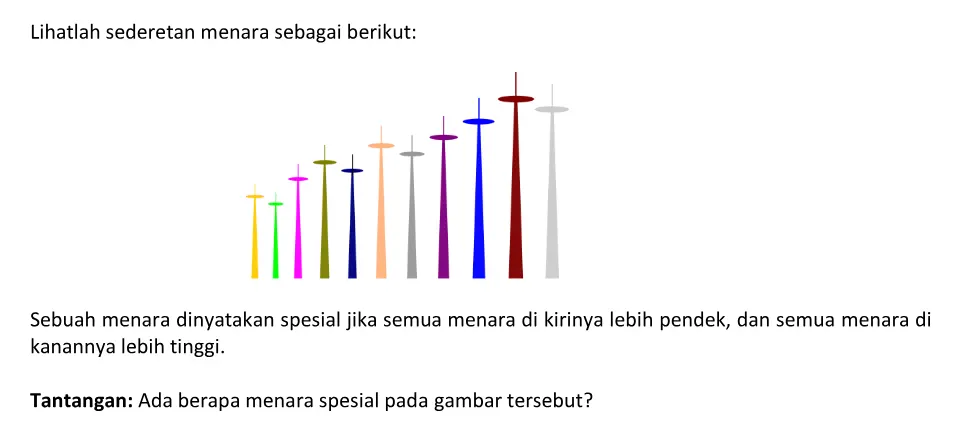 Lihatlah sederetan menara sebagai berikut:
Sebuah menara dinyatakan spesial jika semua menara di kirinya lebih pendek, dan semua menara di
kanannya lebih tinggi.
Tantangan: Ada berapa menara spesial pada gambar tersebut?